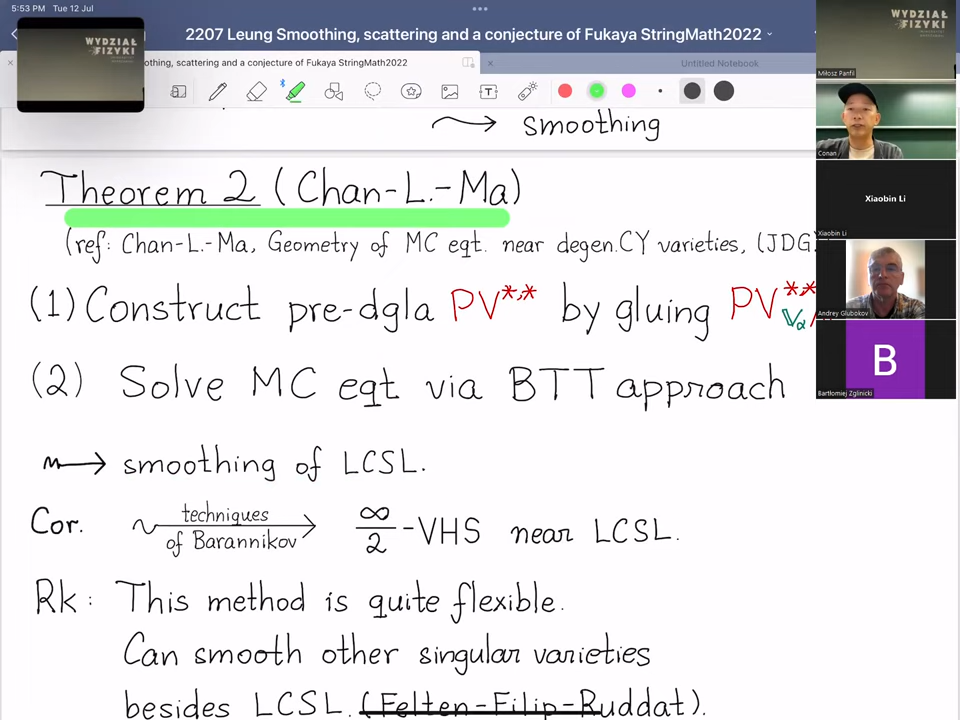 5:53 PM Tue 12 Jul
WYDZIAŁ
FIZYKI
2207 Leung Smoothing, scattering and a conjecture of Fukaya StringMath2022
othing, scattering and a conjecture of Fukaya StringMath2022
Untitled Notebook
WYDZIAŁ
FIZYKI
Miłosz Panfil
Conan
Xiaobin Li
Xiaobin Li
Andrey Glubokov
B
Bartłomiej Zglinicki
⟿ smoothing
Theorem 2 (Chan-L.-Ma)
(ref: Chan-L.-Ma, Geometry of MC eqt. near degen. CY varieties, (JDG
(1) Construct pre-dgla PV*,* by gluing PV*,* 𝕍α
(2) Solve MC eqt via BTT approach
⟿ smoothing of LCSL.
Cor. techniques of Barannikov → ∞/2 -VHS near LCSL.
Rk: This method is quite flexible.
Can smooth other singular varieties
besides LCSL. (Felten-Filip-Ruddat).